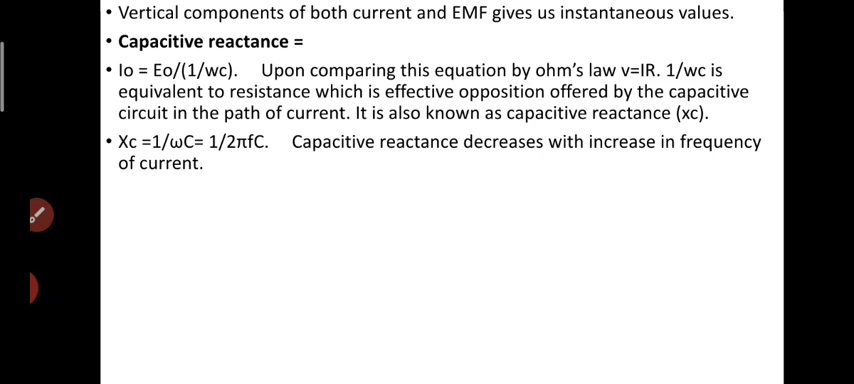 • Vertical components of both current and EMF gives us instantaneous values.
• Capacitive reactance =
• Io = Eo/(1/wc). Upon comparing this equation by ohm's law v=IR. 1/wc is
equivalent to resistance which is effective opposition offered by the capacitive
circuit in the path of current. It is also known as capacitive reactance (xc).
• Xc =1/ωC= 1/2πfC. Capacitive reactance decreases with increase in frequency
of current.